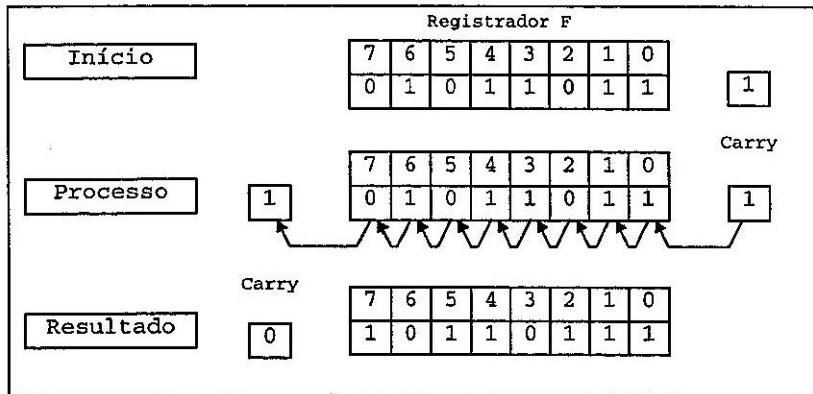 Registrador F
Início
7 6 5 4 3 2 1 0
0 1 0 1 1 0 1 1
1
Carry
Processo
1
7 6 5 4 3 2 1 0
0 1 0 1 1 0 1 1
1
Carry
Resultado
0
7 6 5 4 3 2 1 0
1 0 1 1 0 1 1 1